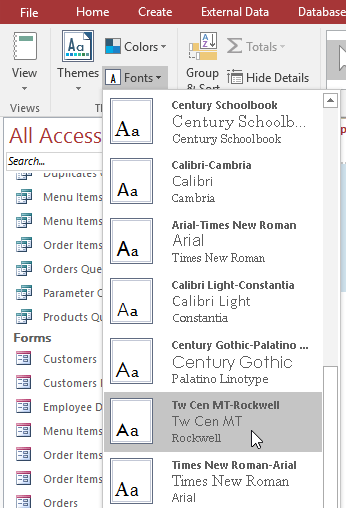 File Home Create External Data Database
View
Themes
Colors
Fonts
Group &
Sort
Totals
Hide Details
Views
All Access
Search...
Duplicates
Menu Items
Menu Items
Order Items
Orders Que
Parameter
Products Qu
Forms
Customers
Customers
Employee D
Menu Items
Order Items
Order Items
Orders
Century Schoolbook
Century Schoolb...
Century Schoolbook
Aa
Calibri-Cambria
Calibri
Cambria
Aa
Arial-Times New Roman
Arial
Times New Roman
Aa
Calibri Light-Constantia
Calibri Light
Constantia
Aa
Century Gothic-Palatino ...
Century Gothic
Palatino Linotype
Aa
Tw Cen MT-Rockwell
Tw Cen MT
Rockwell
Aa
Times New Roman-Arial
Times New Roman
Arial
Aa